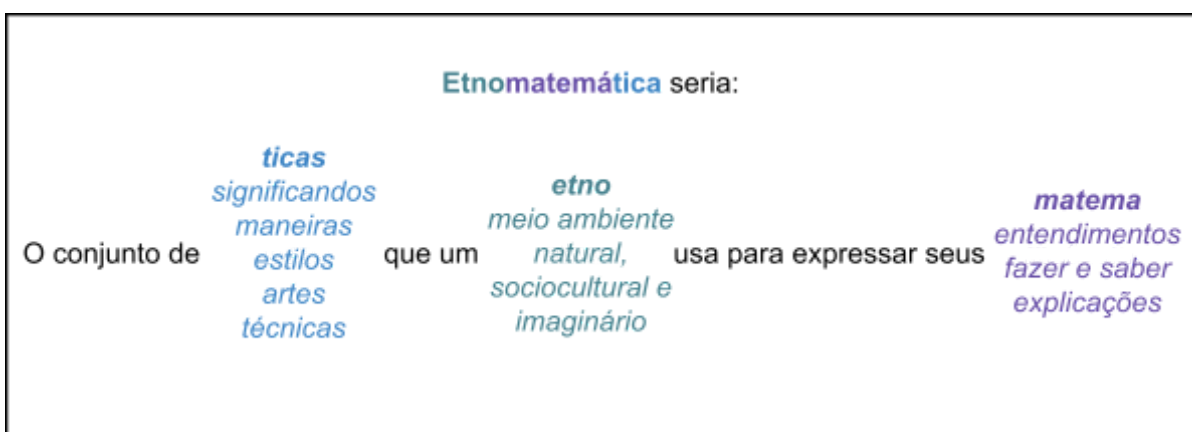 Etnomatemática seria:
O conjunto de
ticas
significandos
maneiras
estilos
artes
técnicas
que um
etno
meio ambiente
natural,
sociocultural e
imaginário
usa para expressar seus
matema
entendimentos
fazer e saber
explicações